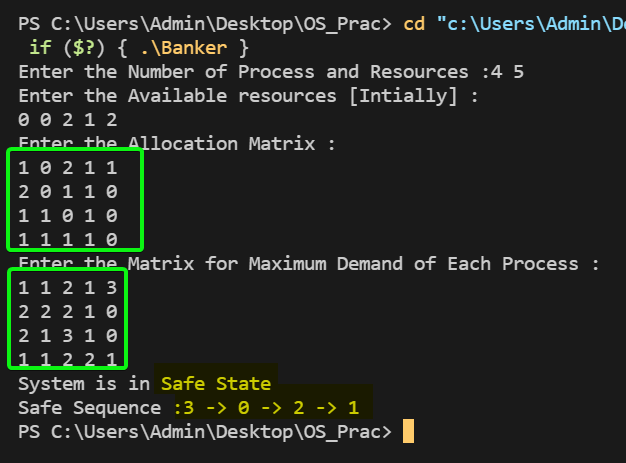 PS C:\Users\Admin\Desktop\OS_Prac> cd "c:\Users\Admin\De
if ($?) { .\Banker }
Enter the Number of Process and Resources :4 5
Enter the Available resources [Intially] :
0 0 2 1 2
Enter the Allocation Matrix :
1 0 2 1 1
2 0 1 1 0
1 1 0 1 0
1 1 1 1 0
Enter the Matrix for Maximum Demand of Each Process :
1 1 2 1 3
2 2 2 1 0
2 1 3 1 0
1 1 2 2 1
System is in Safe State
Safe Sequence :3 -> 0 -> 2 -> 1
PS C:\Users\Admin\Desktop\OS_Prac>